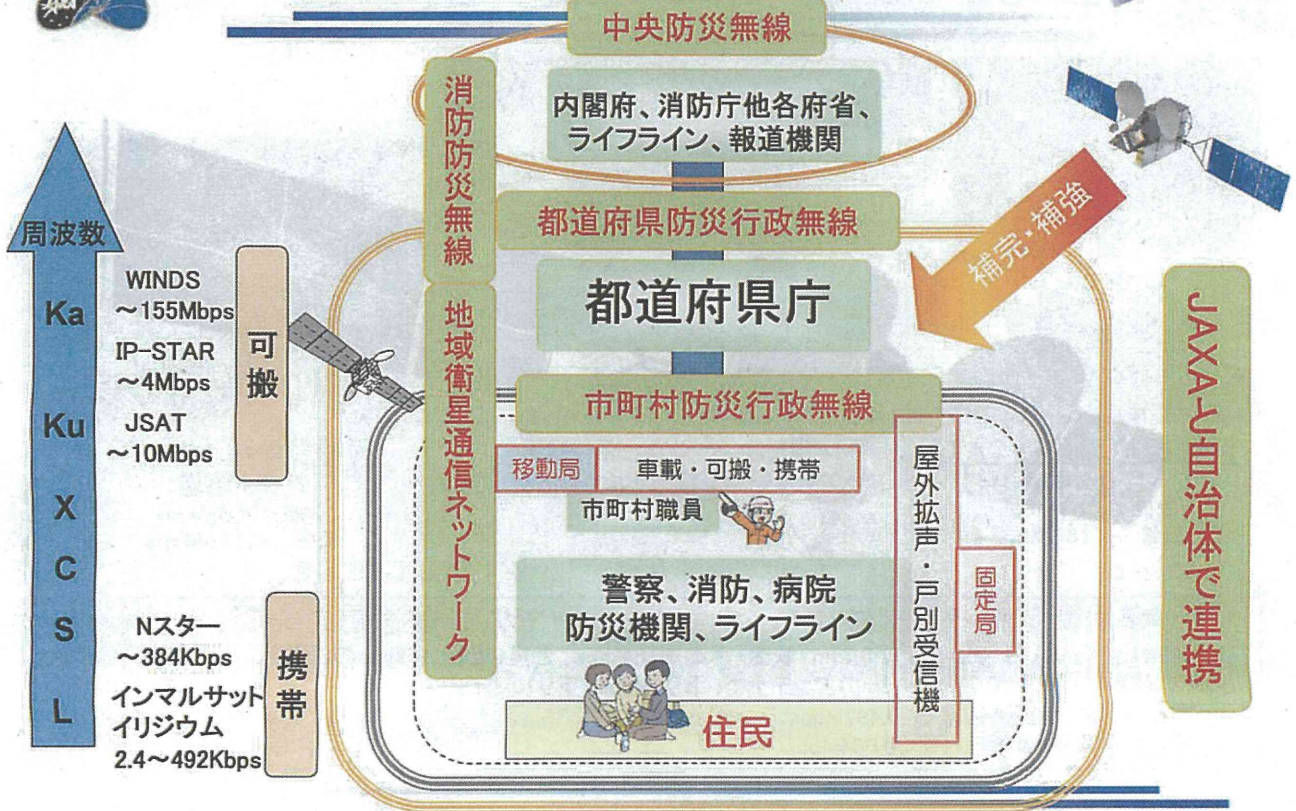 中央防災無線
内閣府、消防庁他各府省、
ライフライン、報道機関
消防防災無線
都道府県防災行政無線
都道府県庁
補完・補強
地域衛星通信ネットワーク
市町村防災行政無線
移動局
車載・可搬・携帯
市町村職員
屋外拡声・戸別受信機
固定局
警察、消防、病院
防災機関、ライフライン
住民
JAXAと自治体で連携
周波数
Ka
Ku
X
C
S
L
WINDS
～155Mbps
IP-STAR
～4Mbps
JSAT
～10Mbps
可搬
Nスター
～384Kbps
インマルサット
イリジウム
2.4～492Kbps
携帯